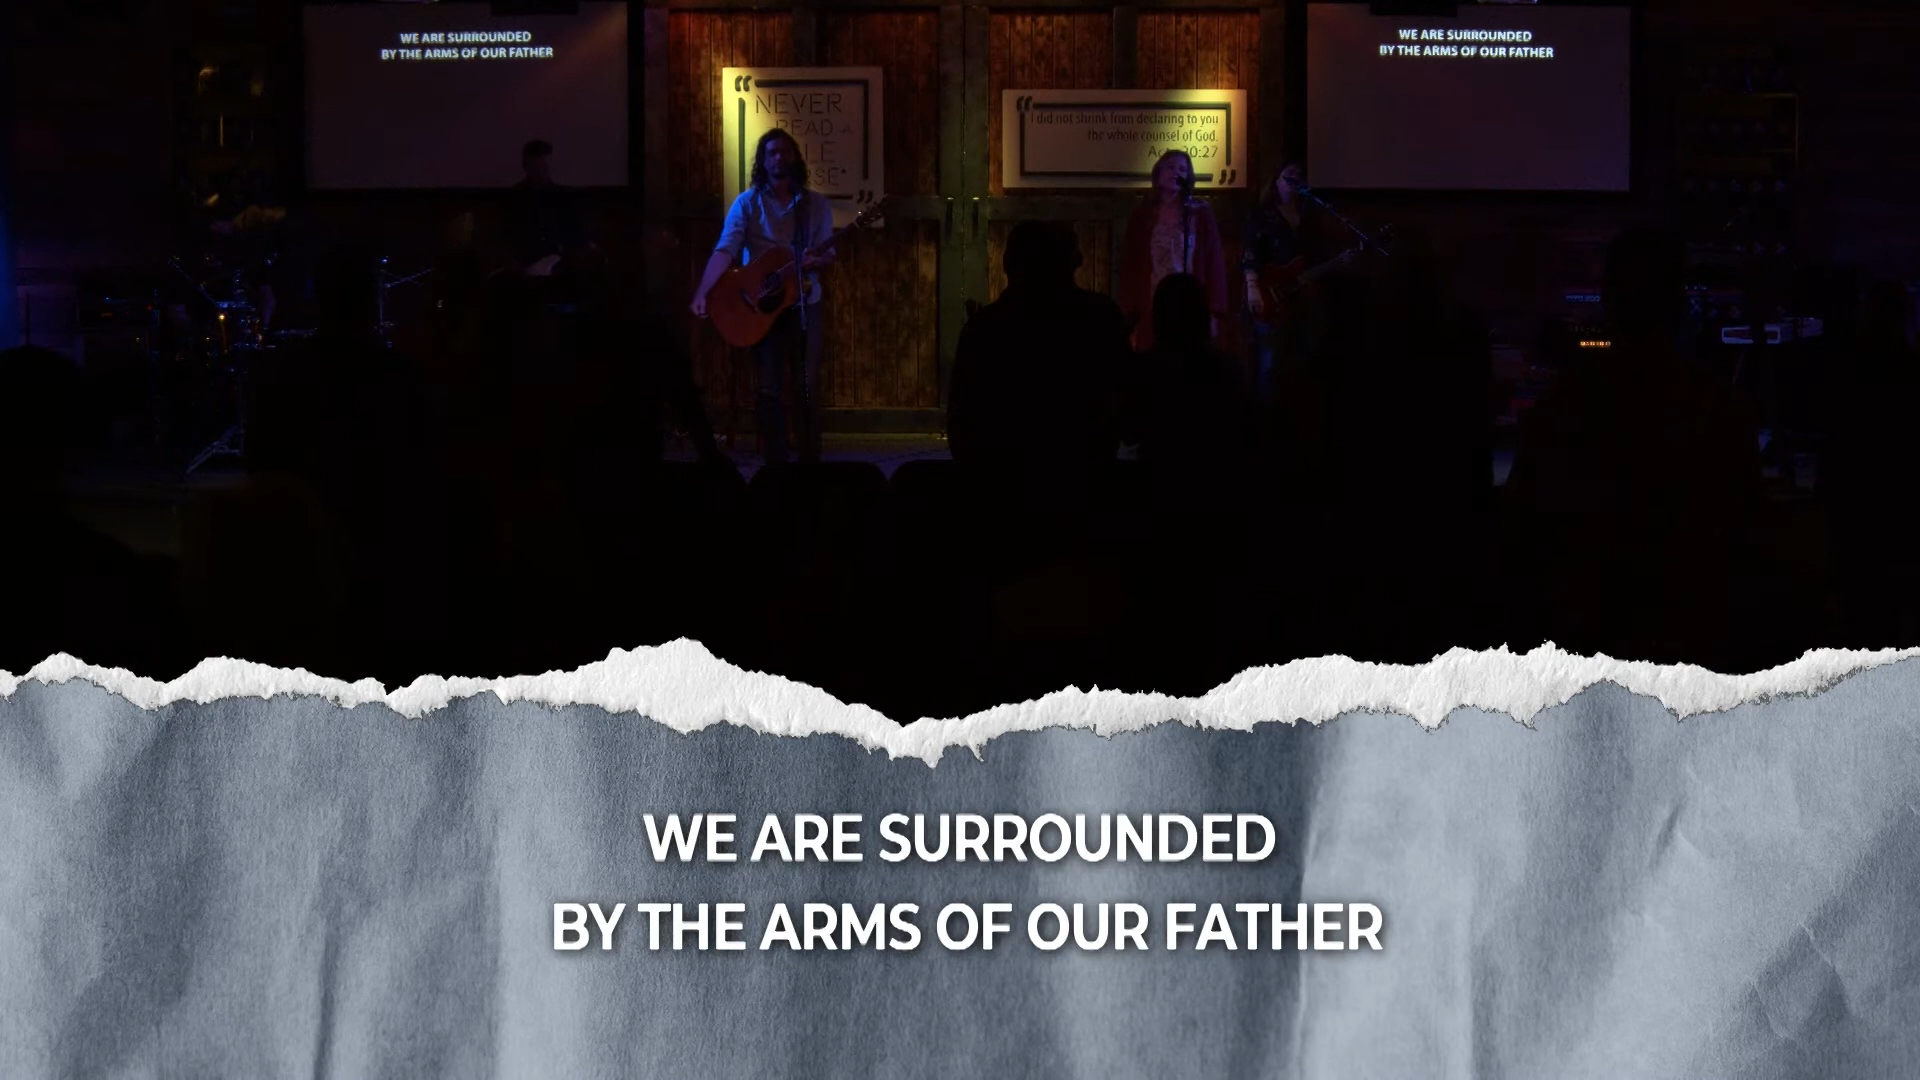 WE ARE SURROUNDED
BY THE ARMS OF OUR FATHER
WE ARE SURROUNDED
BY THE ARMS OF OUR FATHER
“
NEVER
READ A
”
“
I did not shrink from declaring to you
the whole counsel of God.
”
WE ARE SURROUNDED
BY THE ARMS OF OUR FATHER